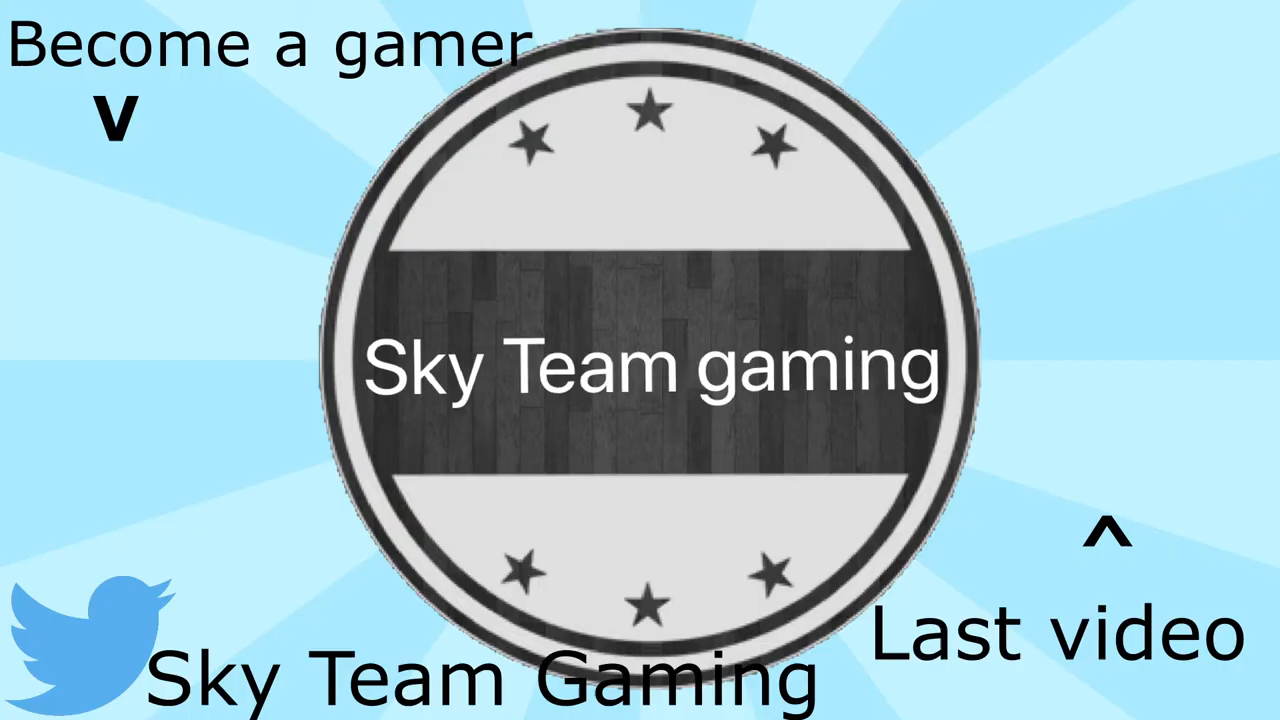 Become a gamer
v
Sky Team gaming
^
Last video
Sky Team Gaming